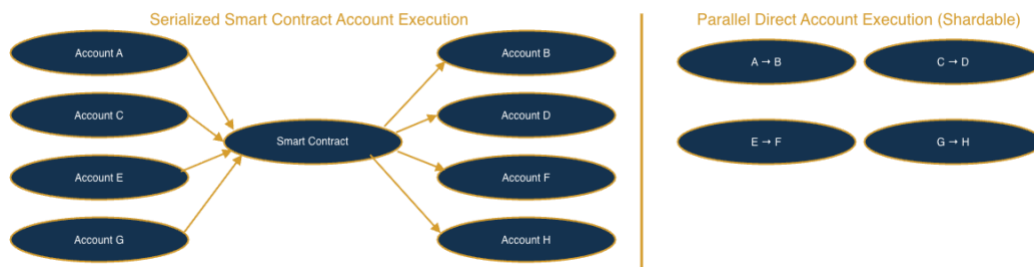 Serialized Smart Contract Account Execution
Account A
Account C
Account E
Account G
Smart Contract
Account B
Account D
Account F
Account H
Parallel Direct Account Execution (Shardable)
A → B
C → D
E → F
G → H